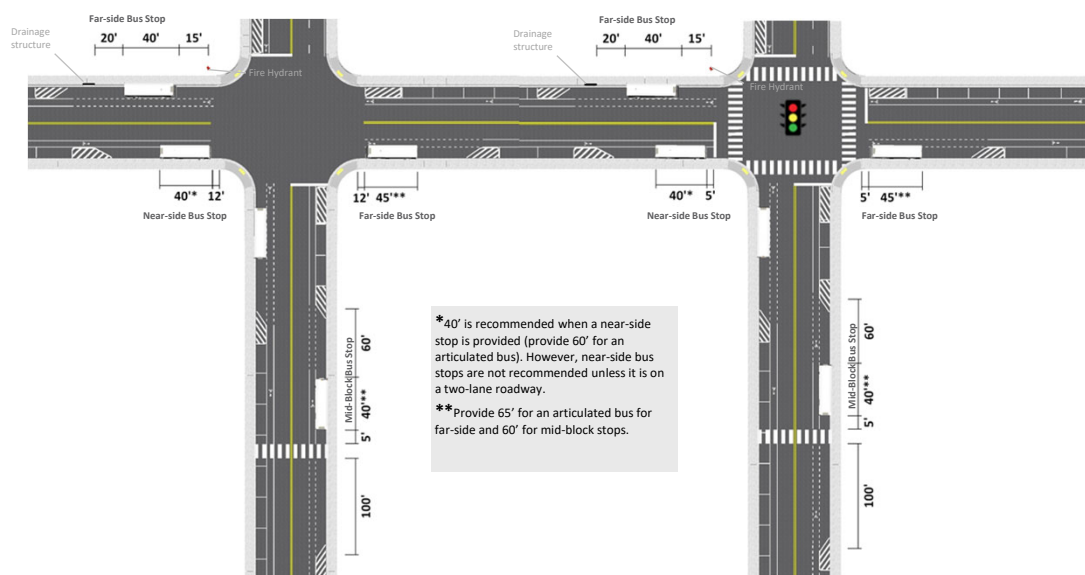 Far-side Bus Stop
20' 40' 15'
Drainage
structure
Fire Hydrant
40'* 12'
Near-side Bus Stop
12' 45'**
Far-side Bus Stop
Mid-Block Bus Stop
60'
40'**
5'
100'
Far-side Bus Stop
20' 40' 15'
Drainage
structure
Fire Hydrant
40'* 5'
Near-side Bus Stop
5' 45'**
Far-side Bus Stop
Mid-Block Bus Stop
60'
40'**
5'
100'
*40' is recommended when a near-side
stop is provided (provide 60' for an
articulated bus). However, near-side bus
stops are not recommended unless it is on
a two-lane roadway.
**Provide 65' for an articulated bus for
far-side and 60' for mid-block stops.